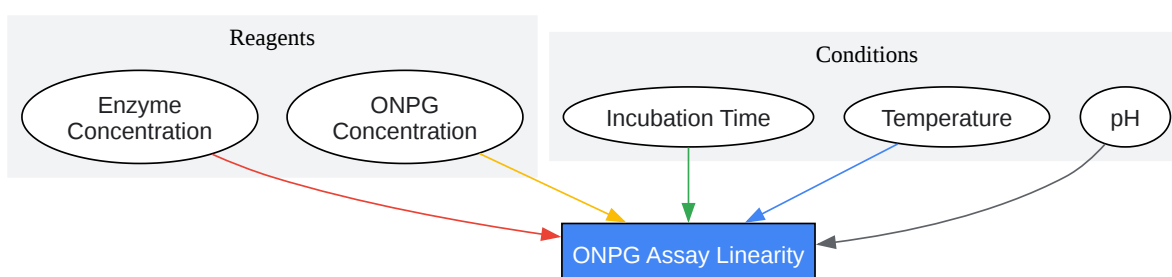 Reagents
Conditions
Enzyme
Concentration
ONPG
Concentration
Incubation Time
Temperature
pH
ONPG Assay Linearity